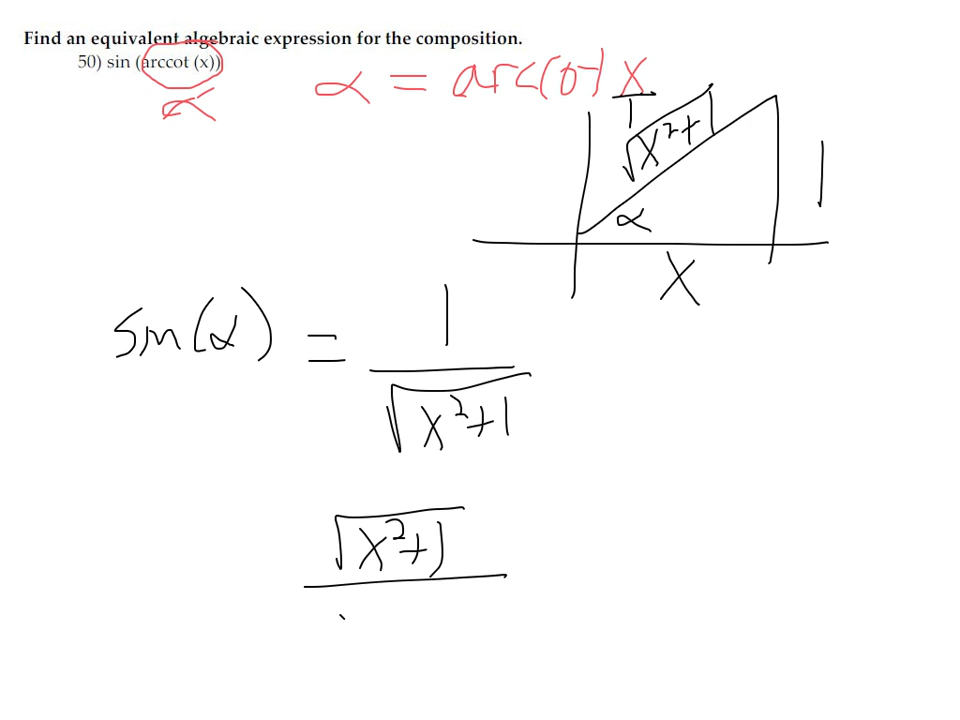 Find an equivalent algebraic expression for the composition.
50) sin (arccot (x))
α
α = arccot x/1
√x²+1
1
α
x
sin(α) = 1/√x²+1
√x²+1